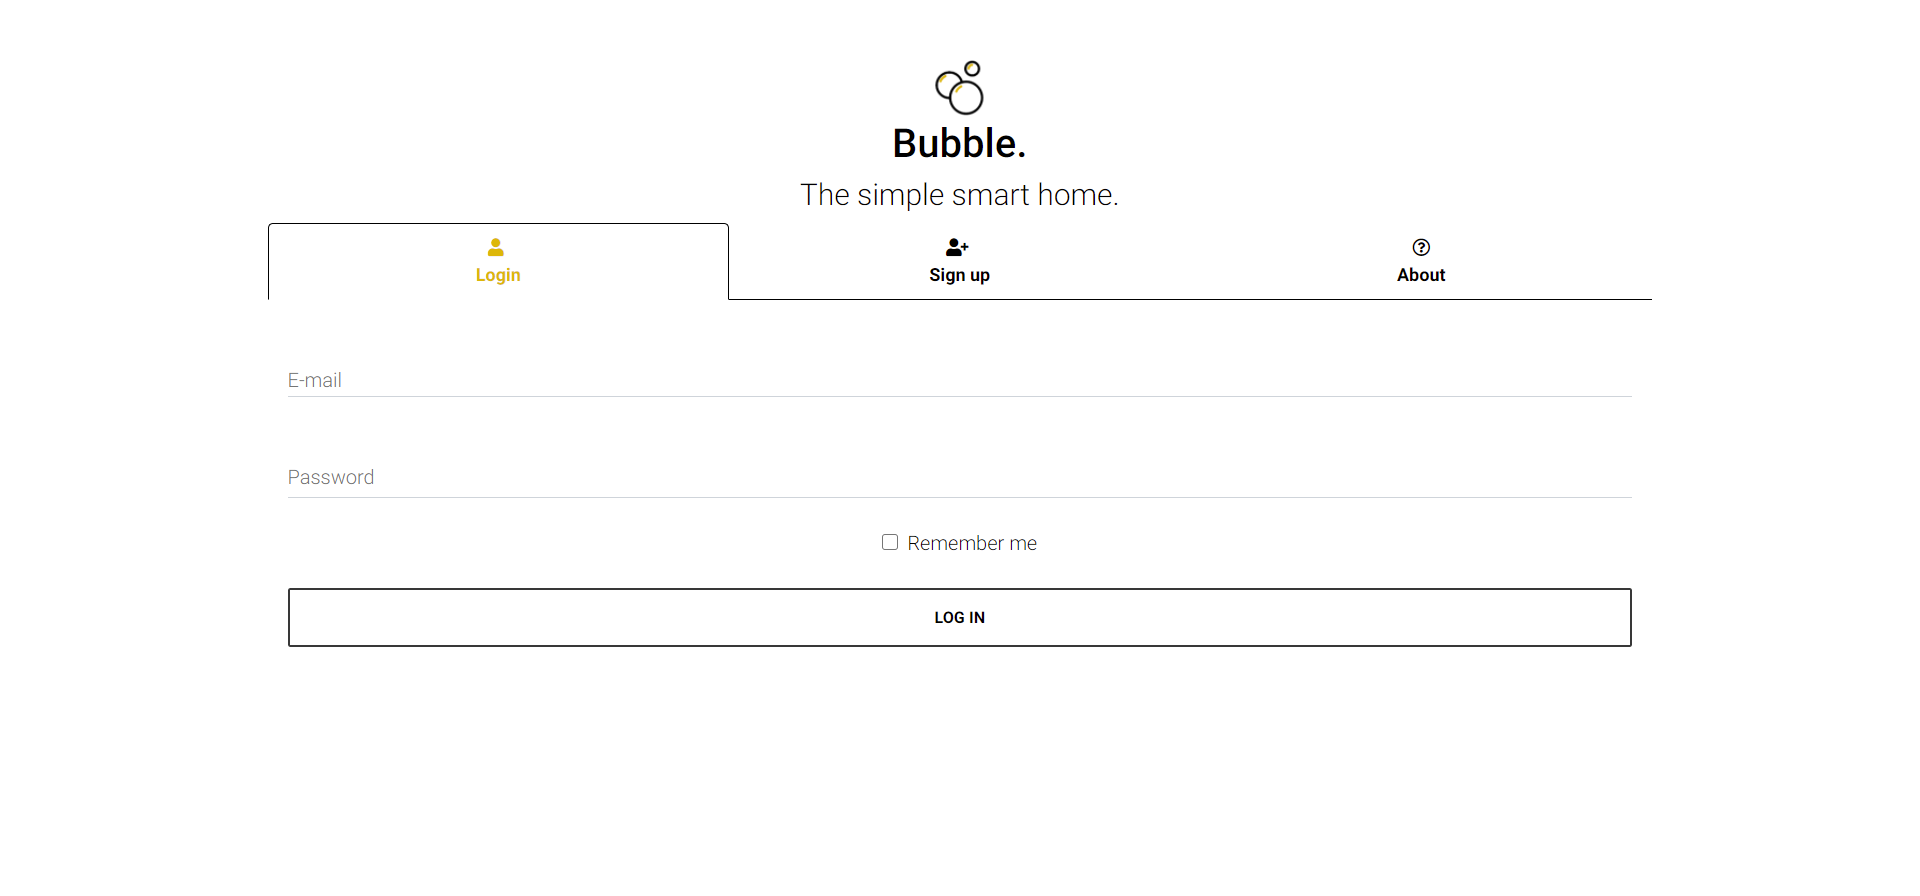 Bubble.
The simple smart home.
Login
Sign up
About
E-mail
Password
Remember me
LOG IN